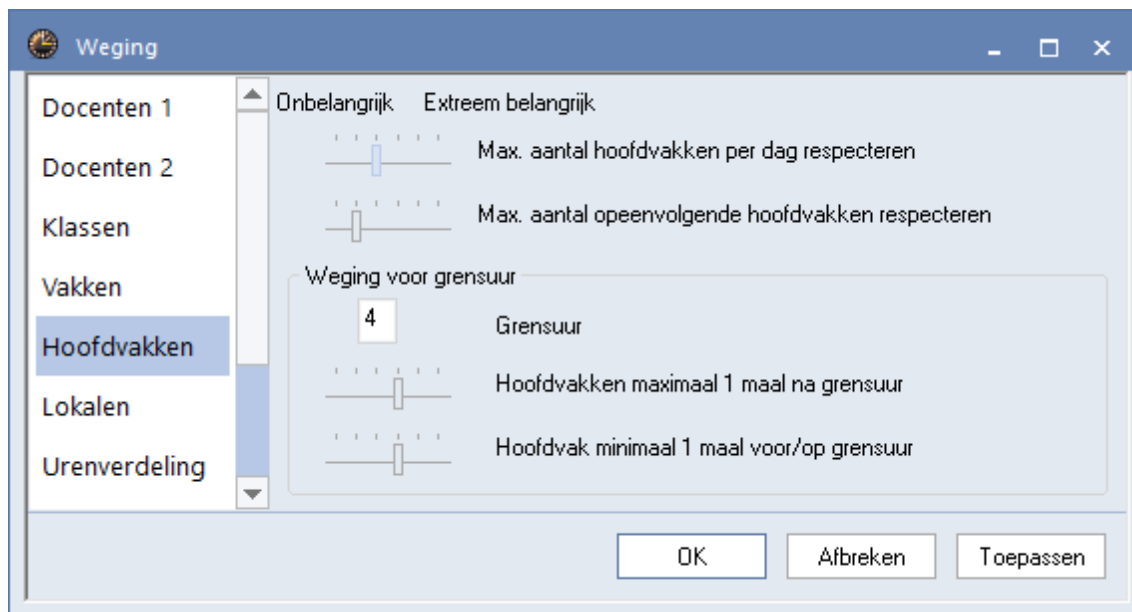 Weging
Docenten 1
Docenten 2
Klassen
Vakken
Hoofdvakken
Lokalen
Urenverdeling
Onbelangrijk Extreem belangrijk
Max. aantal hoofdvakken per dag respecteren
Max. aantal opeenvolgende hoofdvakken respecteren
Weging voor grensuur
4 Grensuur
Hoofdvakken maximaal 1 maal na grensuur
Hoofdvak minimaal 1 maal voor/op grensuur
OK Afbreken Toepassen